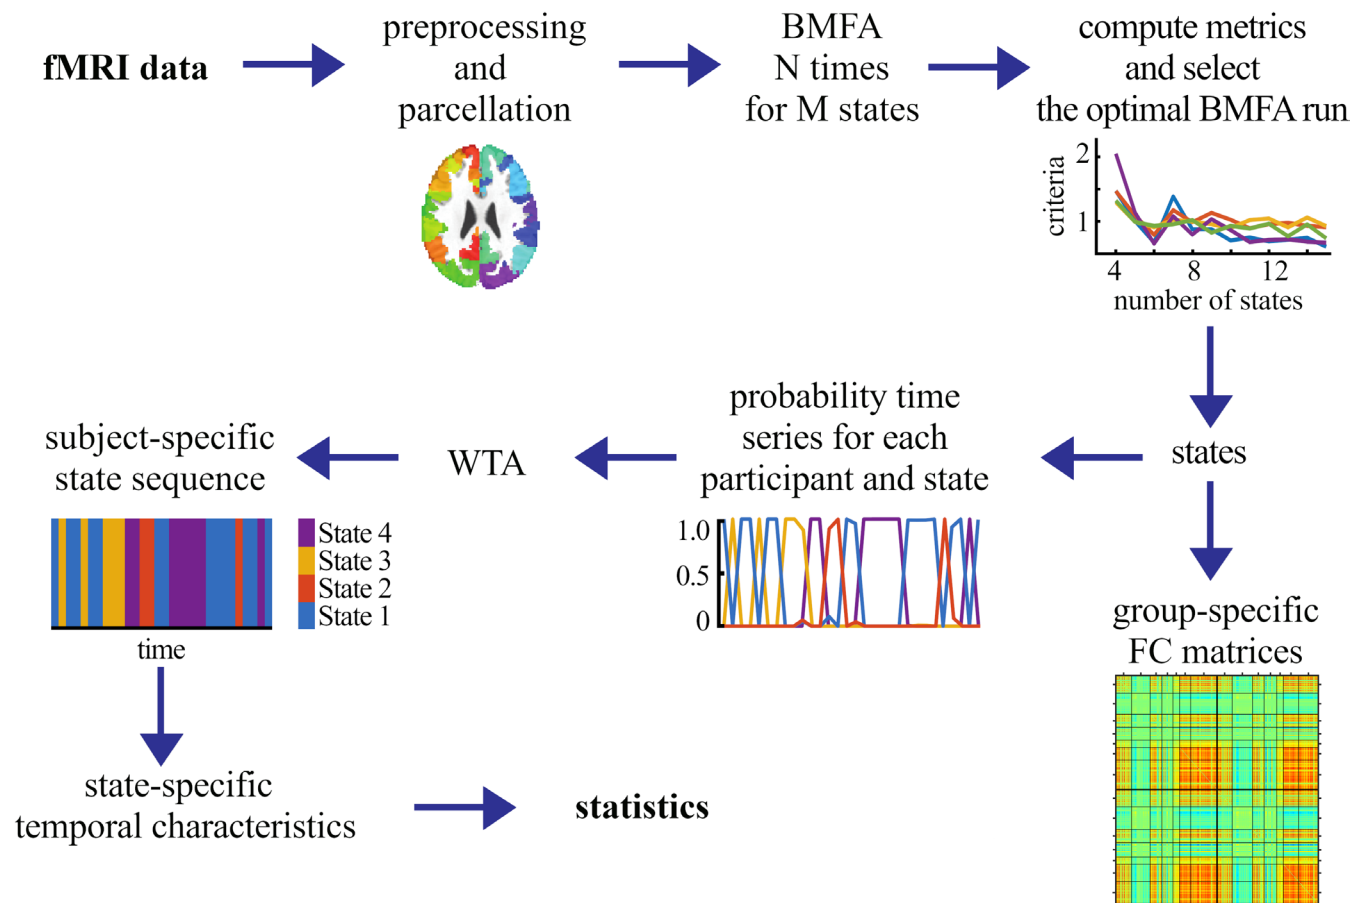 fMRI data
preprocessing
and
parcellation
BMFA
N times
for M states
compute metrics
and select
the optimal BMFA run
2
1
criteria
4 8 12
number of states
states
probability time
series for each
participant and state
1.0
0.5
0
WTA
subject-specific
state sequence
State 4
State 3
State 2
State 1
time
group-specific
FC matrices
state-specific
temporal characteristics
statistics